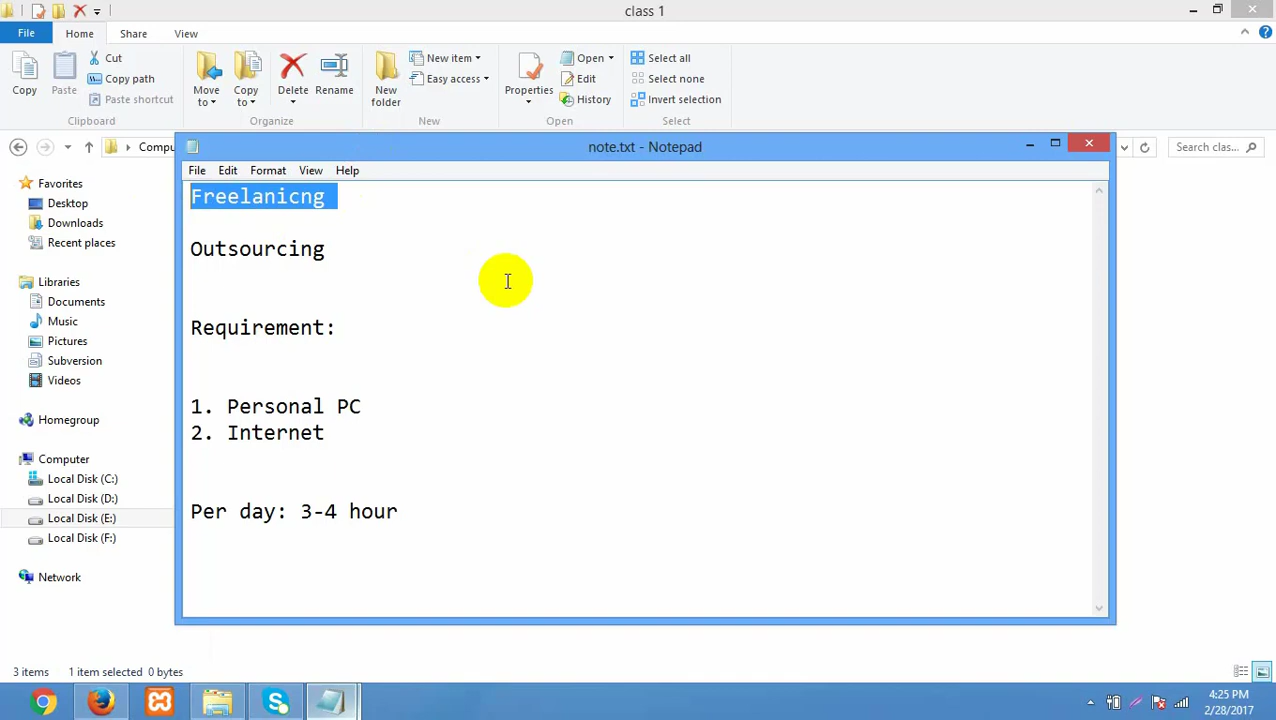 class 1
File Home Share View
Copy Paste Cut Copy path Paste shortcut Move to Copy to Delete Rename New folder New item Easy access Properties Open Edit History Select all Select none Invert selection
Clipboard Organize New Open Select
Compu
Search clas...
note.txt - Notepad
File Edit Format View Help
Freelanicng
Outsourcing
Requirement:
1. Personal PC
2. Internet
Per day: 3-4 hour
Favorites
Desktop
Downloads
Recent places
Libraries
Documents
Music
Pictures
Subversion
Videos
Homegroup
Computer
Local Disk (C:)
Local Disk (D:)
Local Disk (E:)
Local Disk (F:)
Network
3 items 1 item selected 0 bytes
4:25 PM
2/28/2017